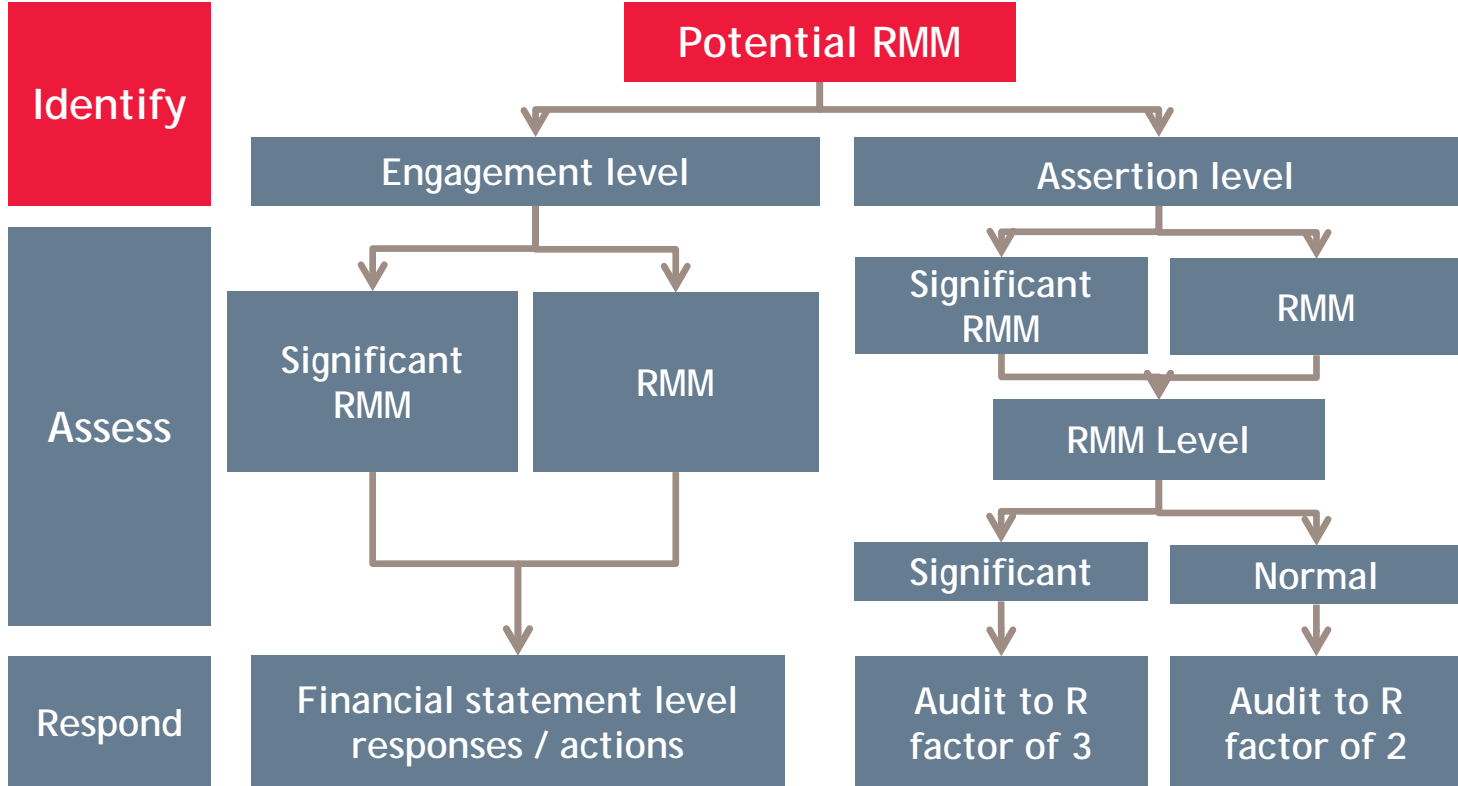 Potential RMM
Identify
Engagement level
Assertion level
Assess
Significant
RMM
RMM
Significant
RMM
RMM
RMM Level
Significant
Normal
Respond
Financial statement level
responses / actions
Audit to R
factor of 3
Audit to R
factor of 2